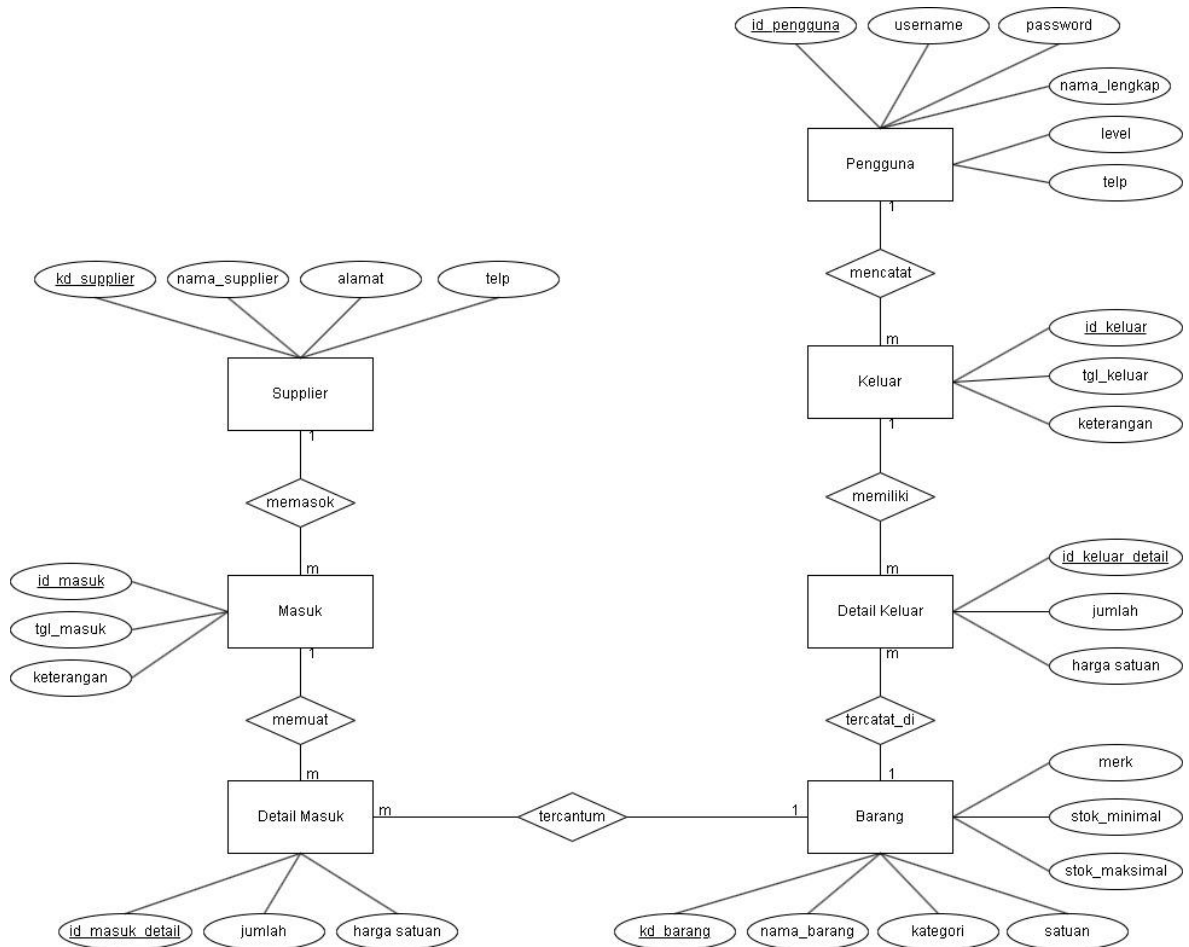 id_pengguna username password
nama_lengkap
level
telp
Pengguna
1
mencatat
m
kd_supplier nama_supplier alamat telp
Supplier
1
memasok
m
id_keluar
tgl_keluar
keterangan
Keluar
1
memiliki
m
id_masuk
tgl_masuk
keterangan
Masuk
1
memuat
m
id_keluar_detail
jumlah
harga satuan
Detail Keluar
m
tercatat_di
1
Detail Masuk
m
tercantum
1
Barang
merk
stok_minimal
stok_maksimal
id_masuk_detail jumlah harga satuan
kd_barang nama_barang kategori satuan